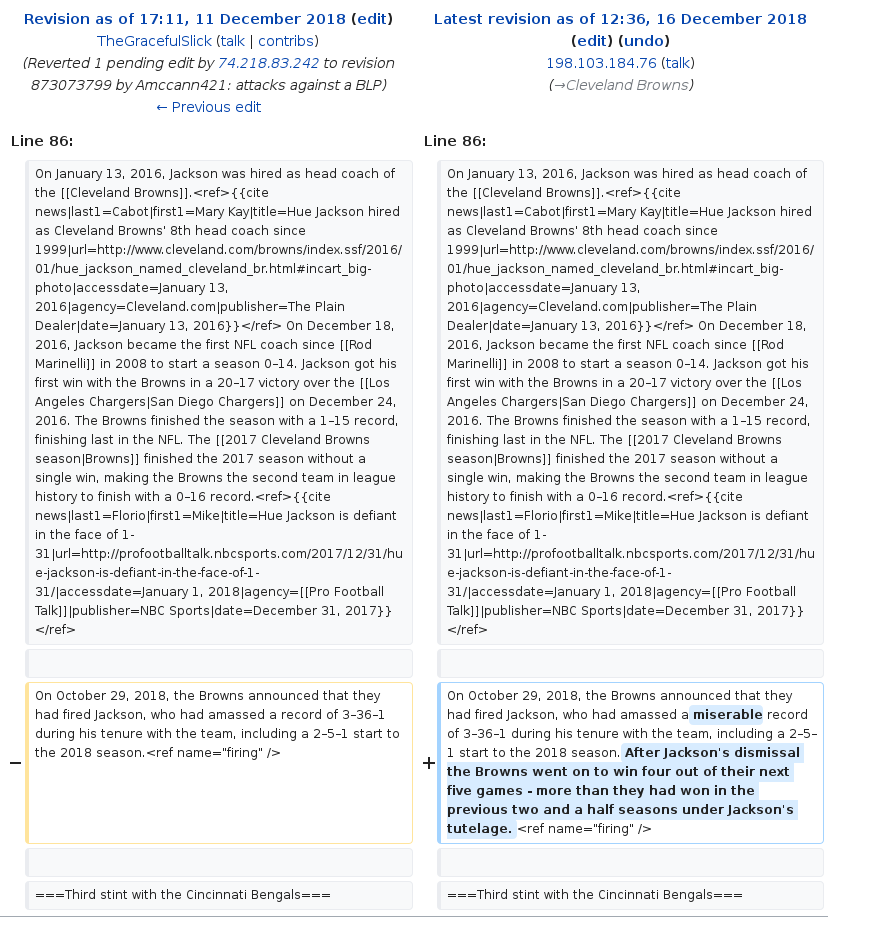 Revision as of 17:11, 11 December 2018 (edit)
TheGracefulSlick (talk | contribs)
(Reverted 1 pending edit by 74.218.83.242 to revision
873073799 by Amccann421: attacks against a BLP)
← Previous edit
Latest revision as of 12:36, 16 December 2018
(edit) (undo)
198.103.184.76 (talk)
(→Cleveland Browns)
Line 86:
On January 13, 2016, Jackson was hired as head coach of
the [[Cleveland Browns]].<ref>{{cite
news|last1=Cabot|first1=Mary Kay|title=Hue Jackson hired
as Cleveland Browns' 8th head coach since
1999|url=http://www.cleveland.com/browns/index.ssf/2016/
01/hue_jackson_named_cleveland_br.html#incart_big-
photo|accessdate=January 13,
2016|agency=Cleveland.com|publisher=The Plain
Dealer|date=January 13, 2016}}</ref> On December 18,
2016, Jackson became the first NFL coach since [[Rod
Marinelli]] in 2008 to start a season 0–14. Jackson got his
first win with the Browns in a 20–17 victory over the [[Los
Angeles Chargers|San Diego Chargers]] on December 24,
2016. The Browns finished the season with a 1–15 record,
finishing last in the NFL. The [[2017 Cleveland Browns
season|Browns]] finished the 2017 season without a
single win, making the Browns the second team in league
history to finish with a 0–16 record.<ref>{{cite
news|last1=Florio|first1=Mike|title=Hue Jackson is defiant
in the face of 1-
31|url=http://profootballtalk.nbcsports.com/2017/12/31/hu
e-jackson-is-defiant-in-the-face-of-1-
31/|accessdate=January 1, 2018|agency=[[Pro Football
Talk]]|publisher=NBC Sports|date=December 31, 2017}}
</ref>
− On October 29, 2018, the Browns announced that they
had fired Jackson, who had amassed a record of 3–36–1
during his tenure with the team, including a 2–5–1 start to
the 2018 season.<ref name="firing" />
===Third stint with the Cincinnati Bengals===
Line 86:
On January 13, 2016, Jackson was hired as head coach of
the [[Cleveland Browns]].<ref>{{cite
news|last1=Cabot|first1=Mary Kay|title=Hue Jackson hired
as Cleveland Browns' 8th head coach since
1999|url=http://www.cleveland.com/browns/index.ssf/2016/
01/hue_jackson_named_cleveland_br.html#incart_big-
photo|accessdate=January 13,
2016|agency=Cleveland.com|publisher=The Plain
Dealer|date=January 13, 2016}}</ref> On December 18,
2016, Jackson became the first NFL coach since [[Rod
Marinelli]] in 2008 to start a season 0–14. Jackson got his
first win with the Browns in a 20–17 victory over the [[Los
Angeles Chargers|San Diego Chargers]] on December 24,
2016. The Browns finished the season with a 1–15 record,
finishing last in the NFL. The [[2017 Cleveland Browns
season|Browns]] finished the 2017 season without a
single win, making the Browns the second team in league
history to finish with a 0–16 record.<ref>{{cite
news|last1=Florio|first1=Mike|title=Hue Jackson is defiant
in the face of 1-
31|url=http://profootballtalk.nbcsports.com/2017/12/31/hu
e-jackson-is-defiant-in-the-face-of-1-
31/|accessdate=January 1, 2018|agency=[[Pro Football
Talk]]|publisher=NBC Sports|date=December 31, 2017}}
</ref>
+ On October 29, 2018, the Browns announced that they
had fired Jackson, who had amassed a miserable record
of 3–36–1 during his tenure with the team, including a 2–5–
1 start to the 2018 season. After Jackson's dismissal
the Browns went on to win four out of their next
five games - more than they had won in the
previous two and a half seasons under Jackson's
tutelage. <ref name="firing" />
===Third stint with the Cincinnati Bengals===